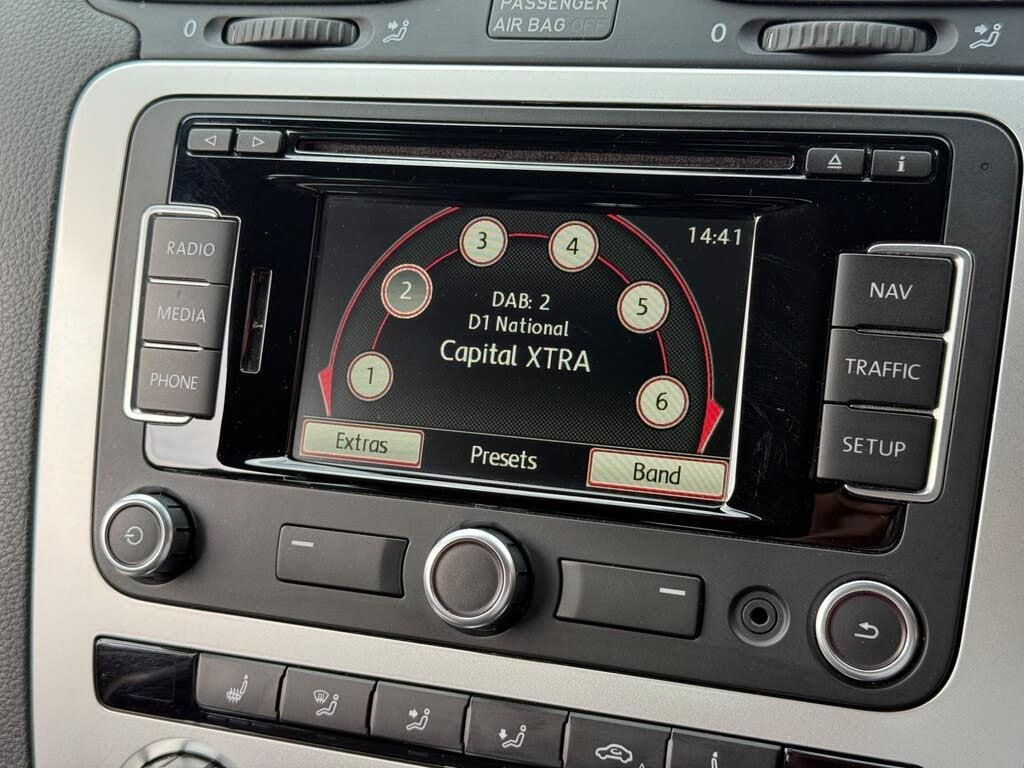 PASSENGER
AIR BAG OFF
0
0
i
RADIO
MEDIA
PHONE
14:41
1
2
3
4
5
6
DAB: 2
D1 National
Capital XTRA
Extras
Presets
Band
NAV
TRAFFIC
SETUP